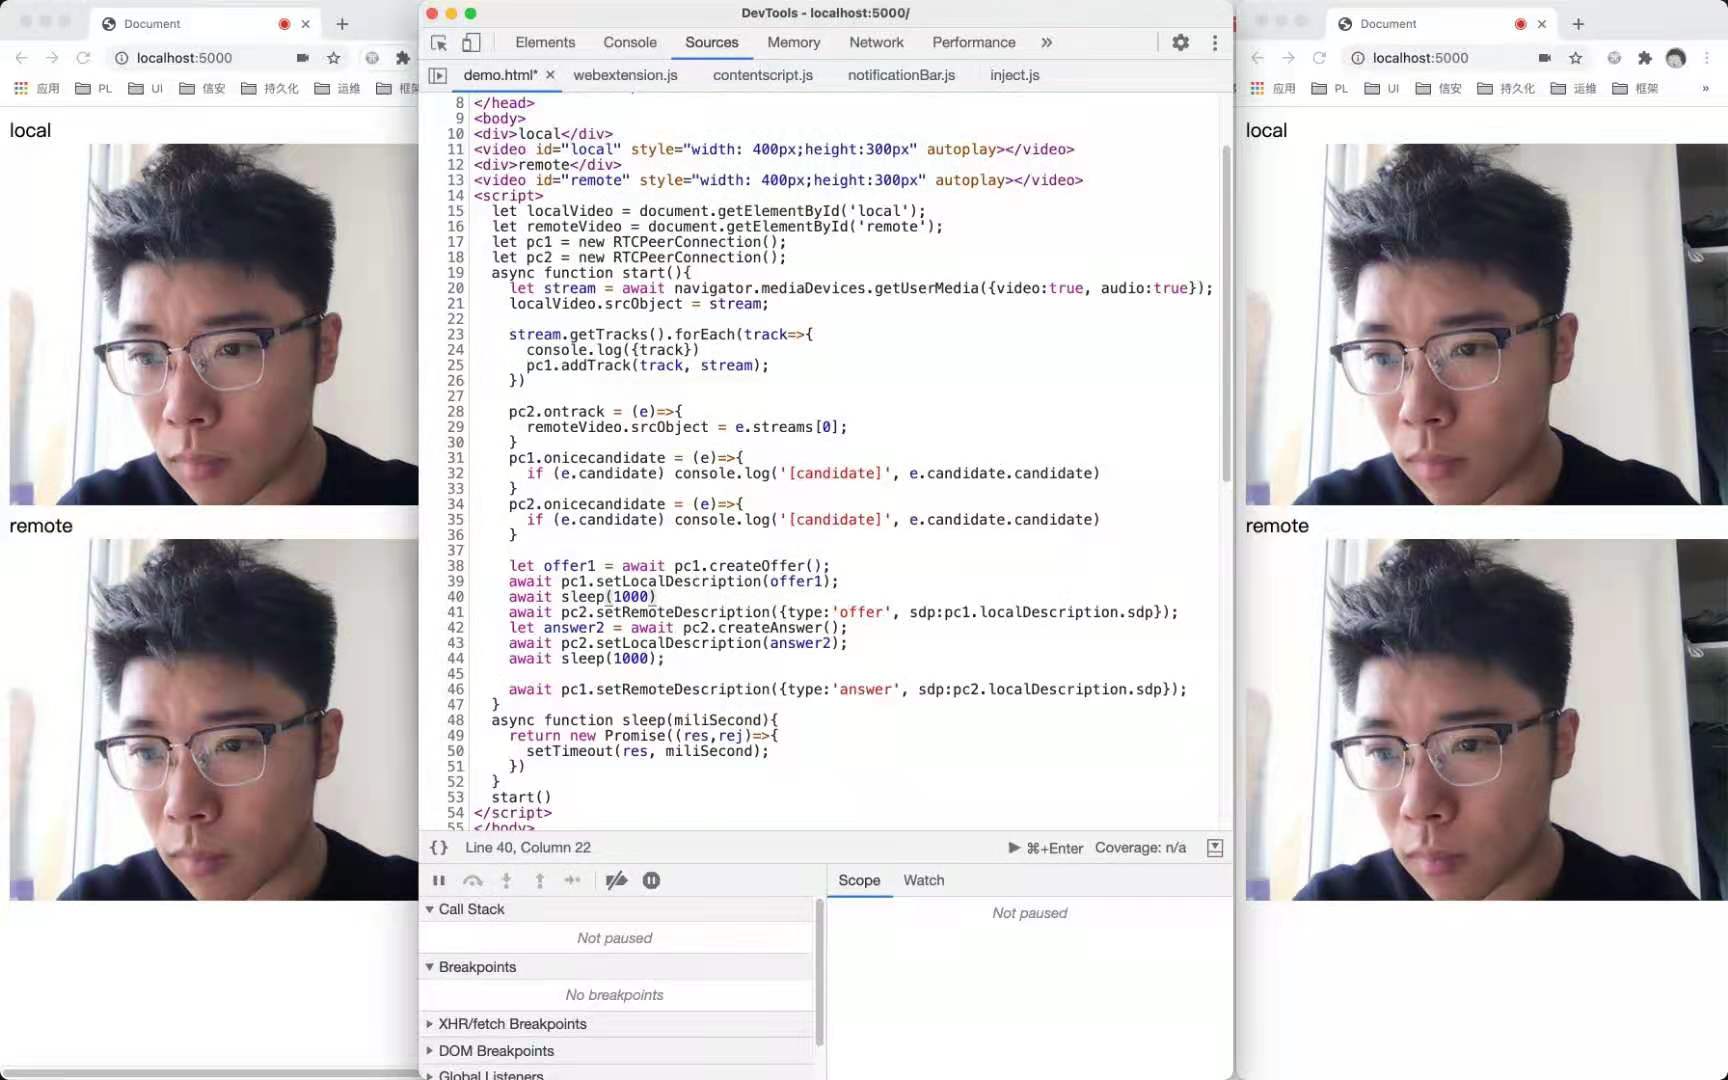 Document
localhost:5000
应用 PL UI 信安 持久化 运维 框架
local
remote
DevTools - localhost:5000/
Elements Console Sources Memory Network Performance »
demo.html* × webextension.js contentscript.js notificationBar.js inject.js
8 </head>
9 <body>
10 <div>local</div>
11 <video id="local" style="width: 400px;height:300px" autoplay></video>
12 <div>remote</div>
13 <video id="remote" style="width: 400px;height:300px" autoplay></video>
14 <script>
15 let localVideo = document.getElementById('local');
16 let remoteVideo = document.getElementById('remote');
17 let pc1 = new RTCPeerConnection();
18 let pc2 = new RTCPeerConnection();
19 async function start(){
20 let stream = await navigator.mediaDevices.getUserMedia({video:true, audio:true});
21 localVideo.srcObject = stream;
22
23 stream.getTracks().forEach(track=>{
24 console.log({track})
25 pc1.addTrack(track, stream);
26 })
27
28 pc2.ontrack = (e)=>{
29 remoteVideo.srcObject = e.streams[0];
30 }
31 pc1.onicecandidate = (e)=>{
32 if (e.candidate) console.log('[candidate]', e.candidate.candidate)
33 }
34 pc2.onicecandidate = (e)=>{
35 if (e.candidate) console.log('[candidate]', e.candidate.candidate)
36 }
37
38 let offer1 = await pc1.createOffer();
39 await pc1.setLocalDescription(offer1);
40 await sleep(1000)
41 await pc2.setRemoteDescription({type:'offer', sdp:pc1.localDescription.sdp});
42 let answer2 = await pc2.createAnswer();
43 await pc2.setLocalDescription(answer2);
44 await sleep(1000);
45
46 await pc1.setRemoteDescription({type:'answer', sdp:pc2.localDescription.sdp});
47 }
48 async function sleep(miliSecond){
49 return new Promise((res,rej)=>{
50 setTimeout(res, miliSecond);
51 })
52 }
53 start()
54 </script>
55 </body>
{} Line 40, Column 22 ⌘+Enter Coverage: n/a
Call Stack
Not paused
Breakpoints
No breakpoints
XHR/fetch Breakpoints
DOM Breakpoints
Global Listeners
Scope Watch
Not paused
Document
localhost:5000
应用 PL UI 信安 持久化 运维 框架 »
local
remote